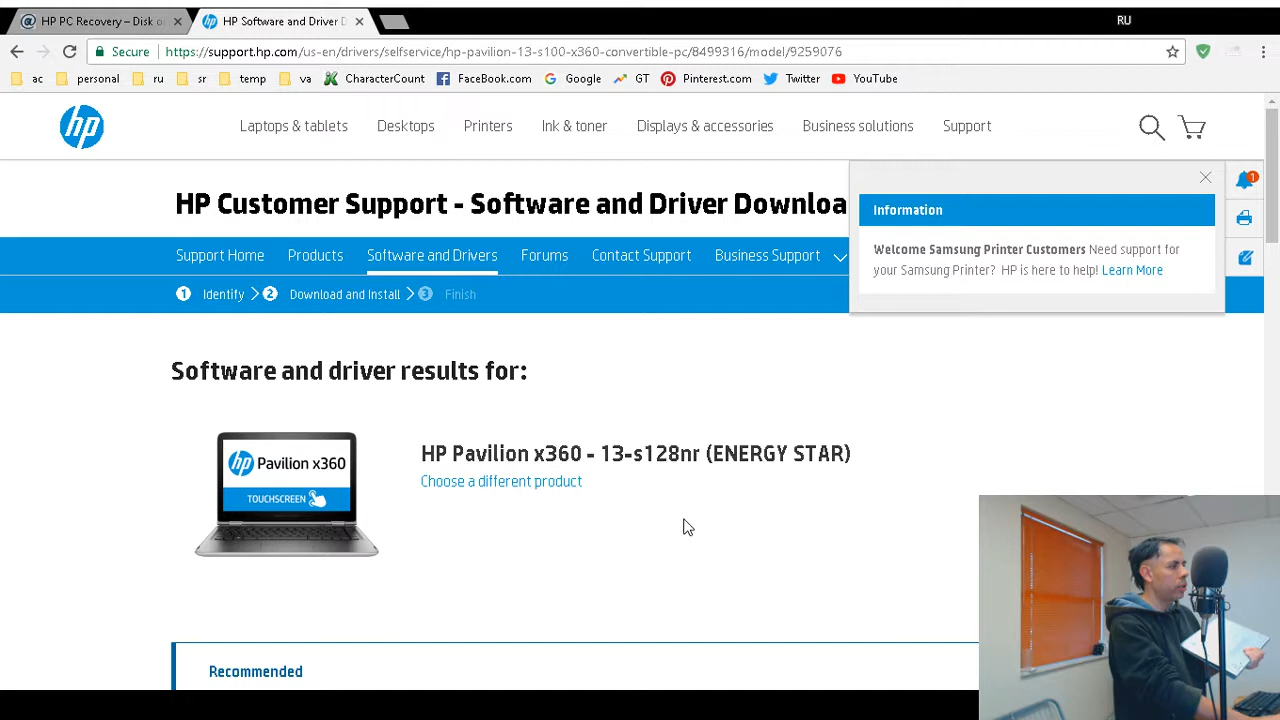 HP PC Recovery – Disk o
HP Software and Driver D
RU
Secure
https://support.hp.com/us-en/drivers/selfservice/hp-pavilion-13-s100-x360-convertible-pc/8499316/model/9259076
ac
personal
ru
sr
temp
va
CharacterCount
FaceBook.com
Google
GT
Pinterest.com
Twitter
YouTube
hp
Laptops & tablets
Desktops
Printers
Ink & toner
Displays & accessories
Business solutions
Support
HP Customer Support - Software and Driver Downloa
Information
1
Welcome Samsung Printer Customers Need support for
your Samsung Printer? HP is here to help! Learn More
Support Home
Products
Software and Drivers
Forums
Contact Support
Business Support
1 Identify
2 Download and Install
3 Finish
Software and driver results for:
hp Pavilion x360
TOUCHSCREEN
HP Pavilion x360 - 13-s128nr (ENERGY STAR)
Choose a different product
Recommended